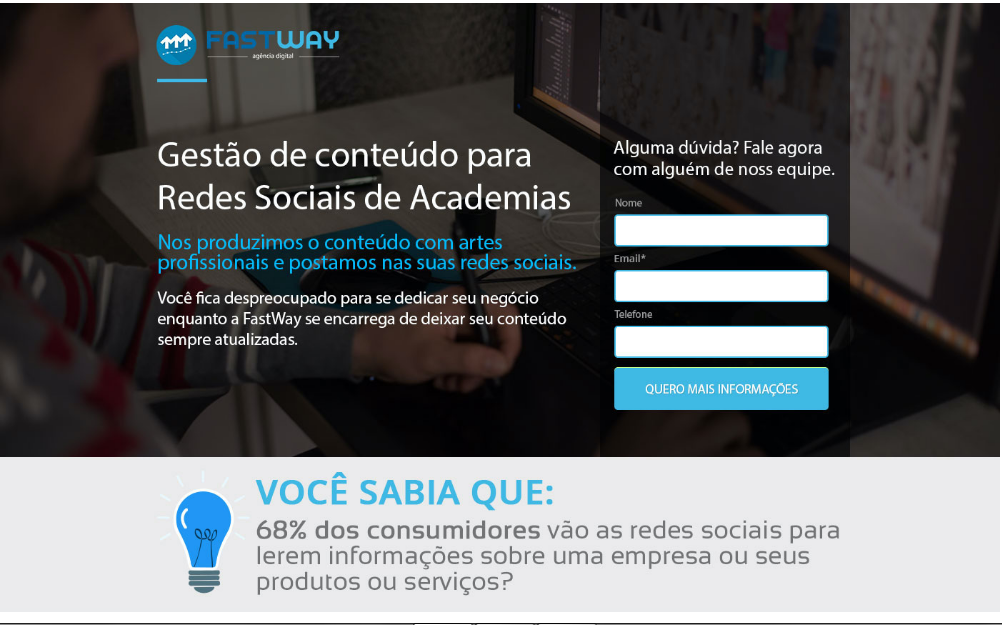 FASTWAY
agência digital
Gestão de conteúdo para
Redes Sociais de Academias
Nos produzimos o conteúdo com artes
profissionais e postamos nas suas redes sociais.
Você fica despreocupado para se dedicar seu negócio
enquanto a FastWay se encarrega de deixar seu conteúdo
sempre atualizadas.
Alguma dúvida? Fale agora
com alguém de noss equipe.
Nome
Email*
Telefone
QUERO MAIS INFORMAÇÕES
VOCÊ SABIA QUE:
68% dos consumidores vão as redes sociais para
lerem informações sobre uma empresa ou seus
produtos ou serviços?